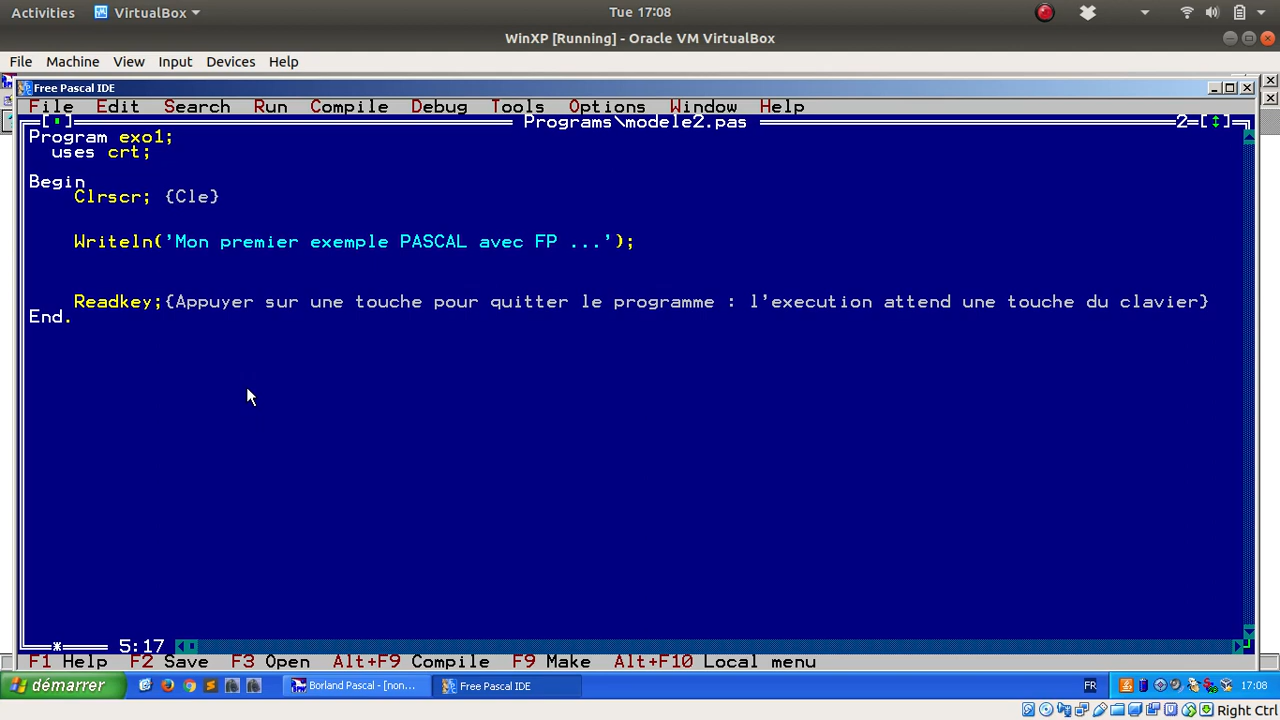 Activities VirtualBox Tue 17:08
WinXP [Running] - Oracle VM VirtualBox
File Machine View Input Devices Help
Free Pascal IDE
File Edit Search Run Compile Debug Tools Options Window Help
Programs\modele2.pas 2=[↕]
Program exo1;
uses crt;
Begin
Clrscr; {Cle}
Writeln('Mon premier exemple PASCAL avec FP ...');
Readkey;{Appuyer sur une touche pour quitter le programme : l'execution attend une touche du clavier}
End.
* 5:17
F1 Help F2 Save F3 Open Alt+F9 Compile F9 Make Alt+F10 Local menu
démarrer Borland Pascal - [non... Free Pascal IDE FR 17:08
Right Ctrl